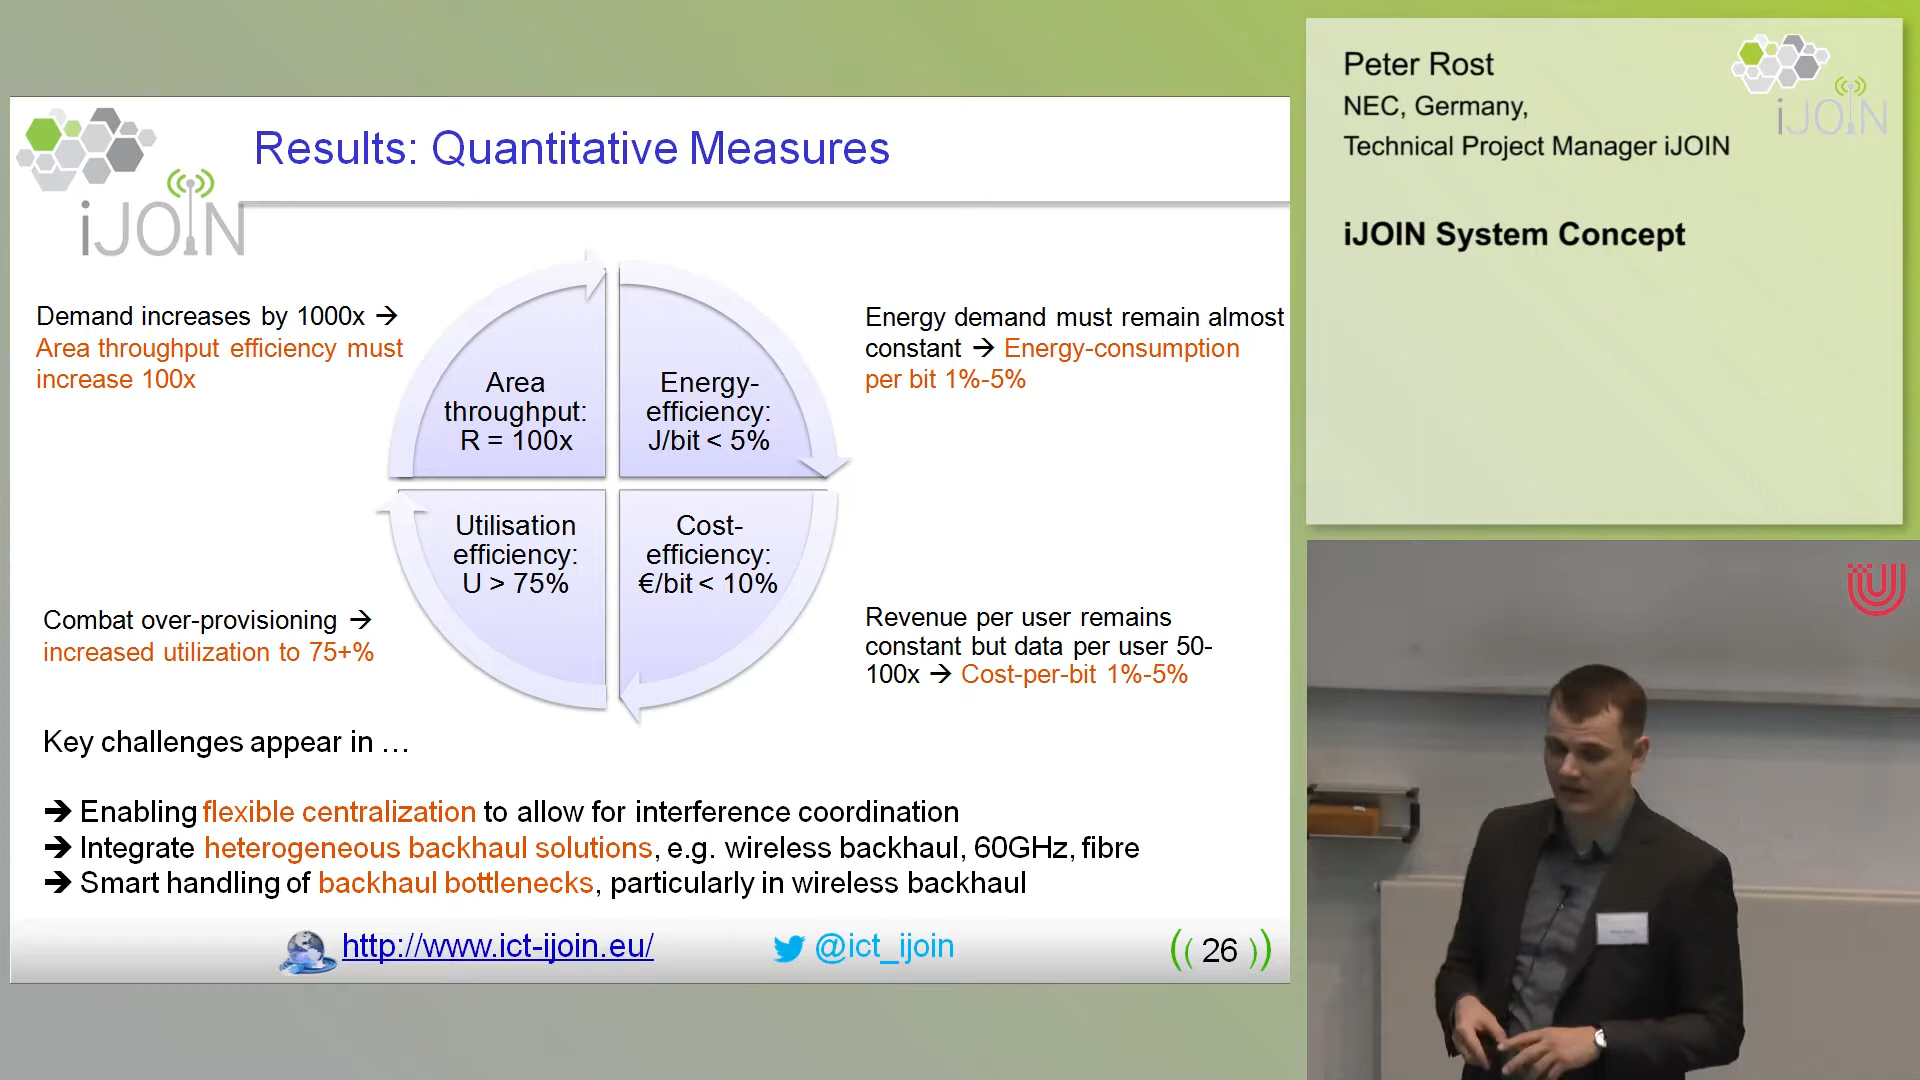 iJOIN
Results: Quantitative Measures
Demand increases by 1000x →
Area throughput efficiency must
increase 100x
Area
throughput:
R = 100x
Energy-
efficiency:
J/bit < 5%
Energy demand must remain almost
constant → Energy-consumption
per bit 1%-5%
Utilisation
efficiency:
U > 75%
Cost-
efficiency:
€/bit < 10%
Combat over-provisioning →
increased utilization to 75+%
Revenue per user remains
constant but data per user 50-
100x → Cost-per-bit 1%-5%
Key challenges appear in …
→ Enabling flexible centralization to allow for interference coordination
→ Integrate heterogeneous backhaul solutions, e.g. wireless backhaul, 60GHz, fibre
→ Smart handling of backhaul bottlenecks, particularly in wireless backhaul
http://www.ict-ijoin.eu/
@ict_ijoin
((26))
Peter Rost
NEC, Germany,
Technical Project Manager iJOIN
iJOIN
iJOIN System Concept